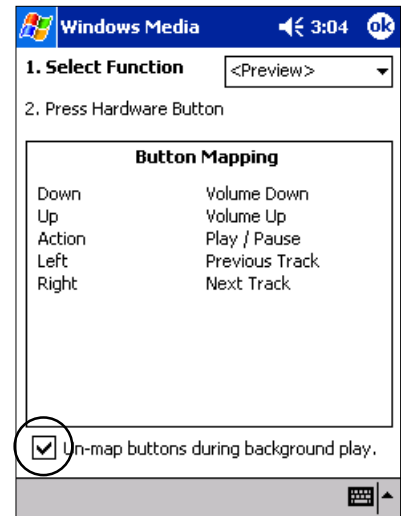 Windows Media 3:04 ok
1. Select Function <Preview>
2. Press Hardware Button
Button Mapping
Down Volume Down
Up Volume Up
Action Play / Pause
Left Previous Track
Right Next Track
Un-map buttons during background play.